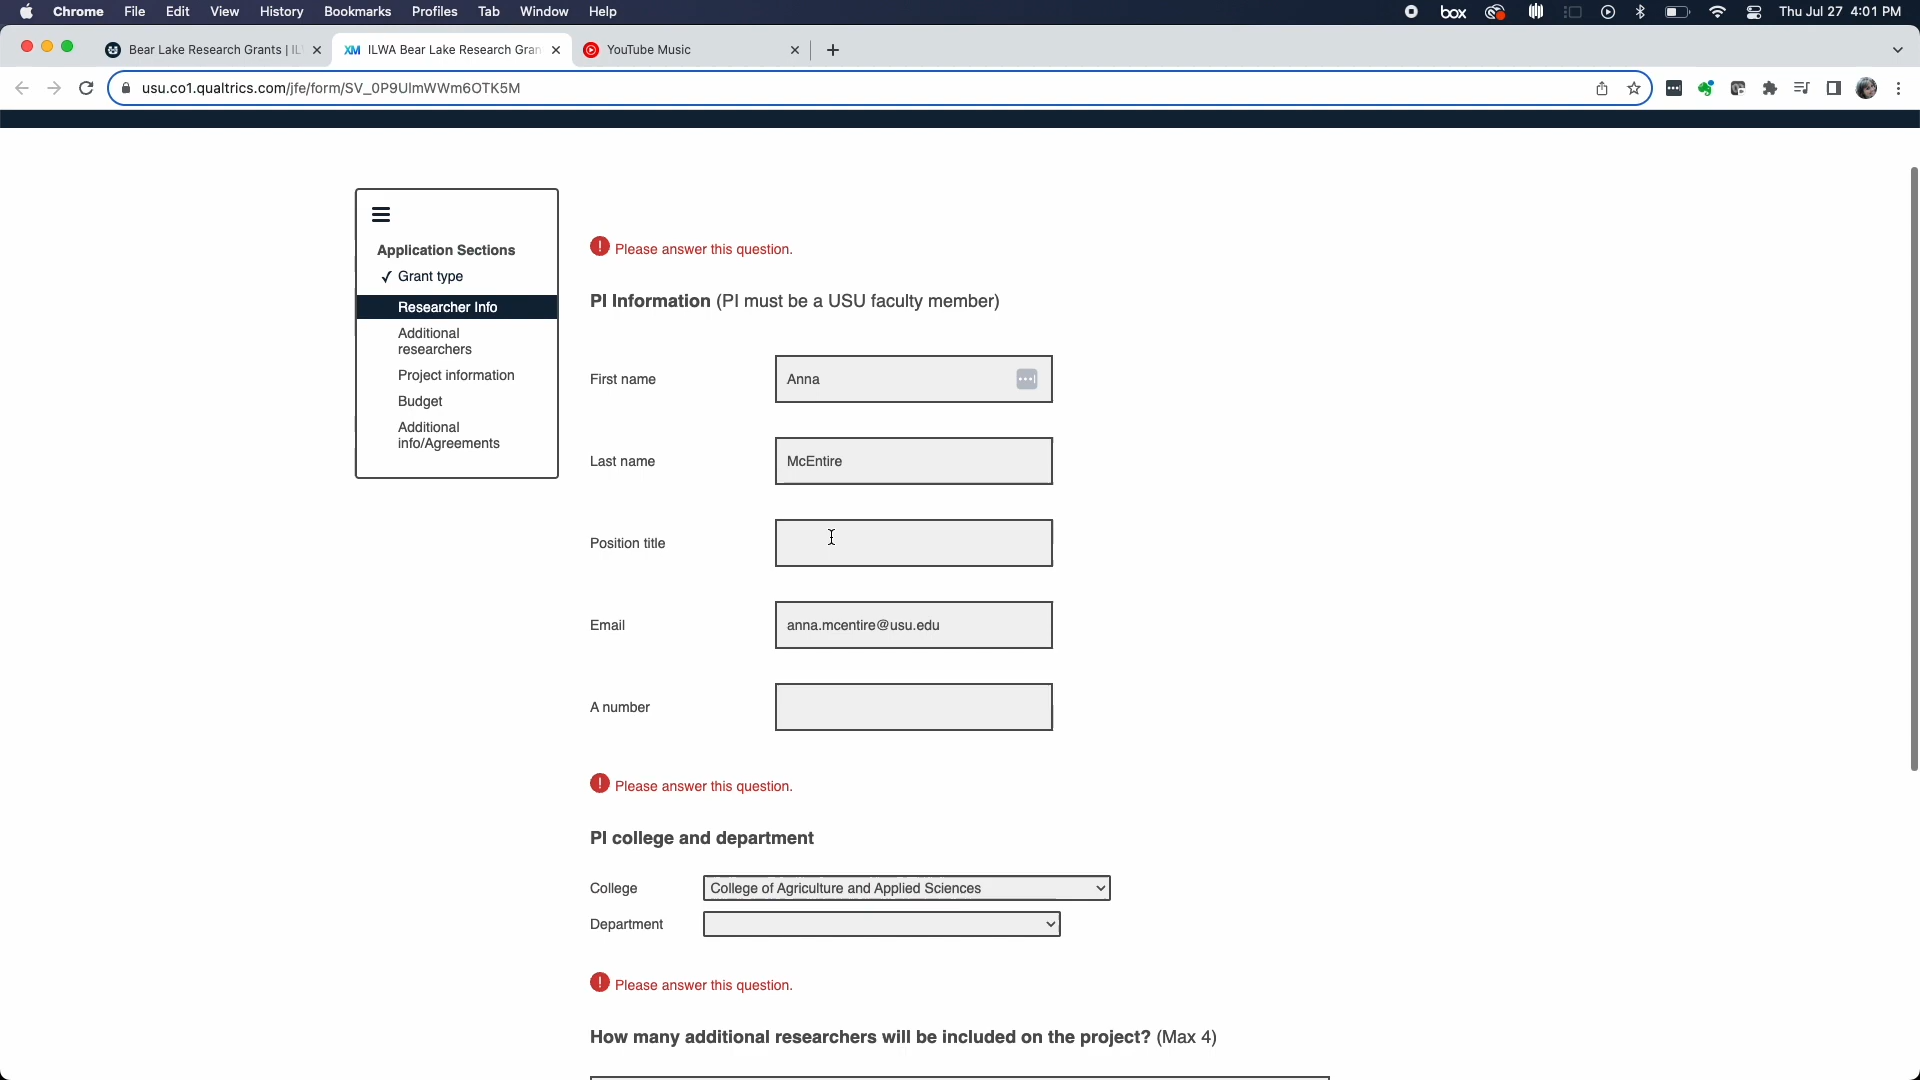 Chrome File Edit View History Bookmarks Profiles Tab Window Help box Thu Jul 27 4:01 PM
Bear Lake Research Grants | IL XM ILWA Bear Lake Research Gran YouTube Music
usu.co1.qualtrics.com/jfe/form/SV_0P9UlmWWm6OTK5M
Application Sections
✓ Grant type
Researcher Info
Additional
researchers
Project information
Budget
Additional
info/Agreements
! Please answer this question.
PI Information (PI must be a USU faculty member)
First name Anna
Last name McEntire
Position title
Email anna.mcentire@usu.edu
A number
! Please answer this question.
PI college and department
College College of Agriculture and Applied Sciences
Department
! Please answer this question.
How many additional researchers will be included on the project? (Max 4)